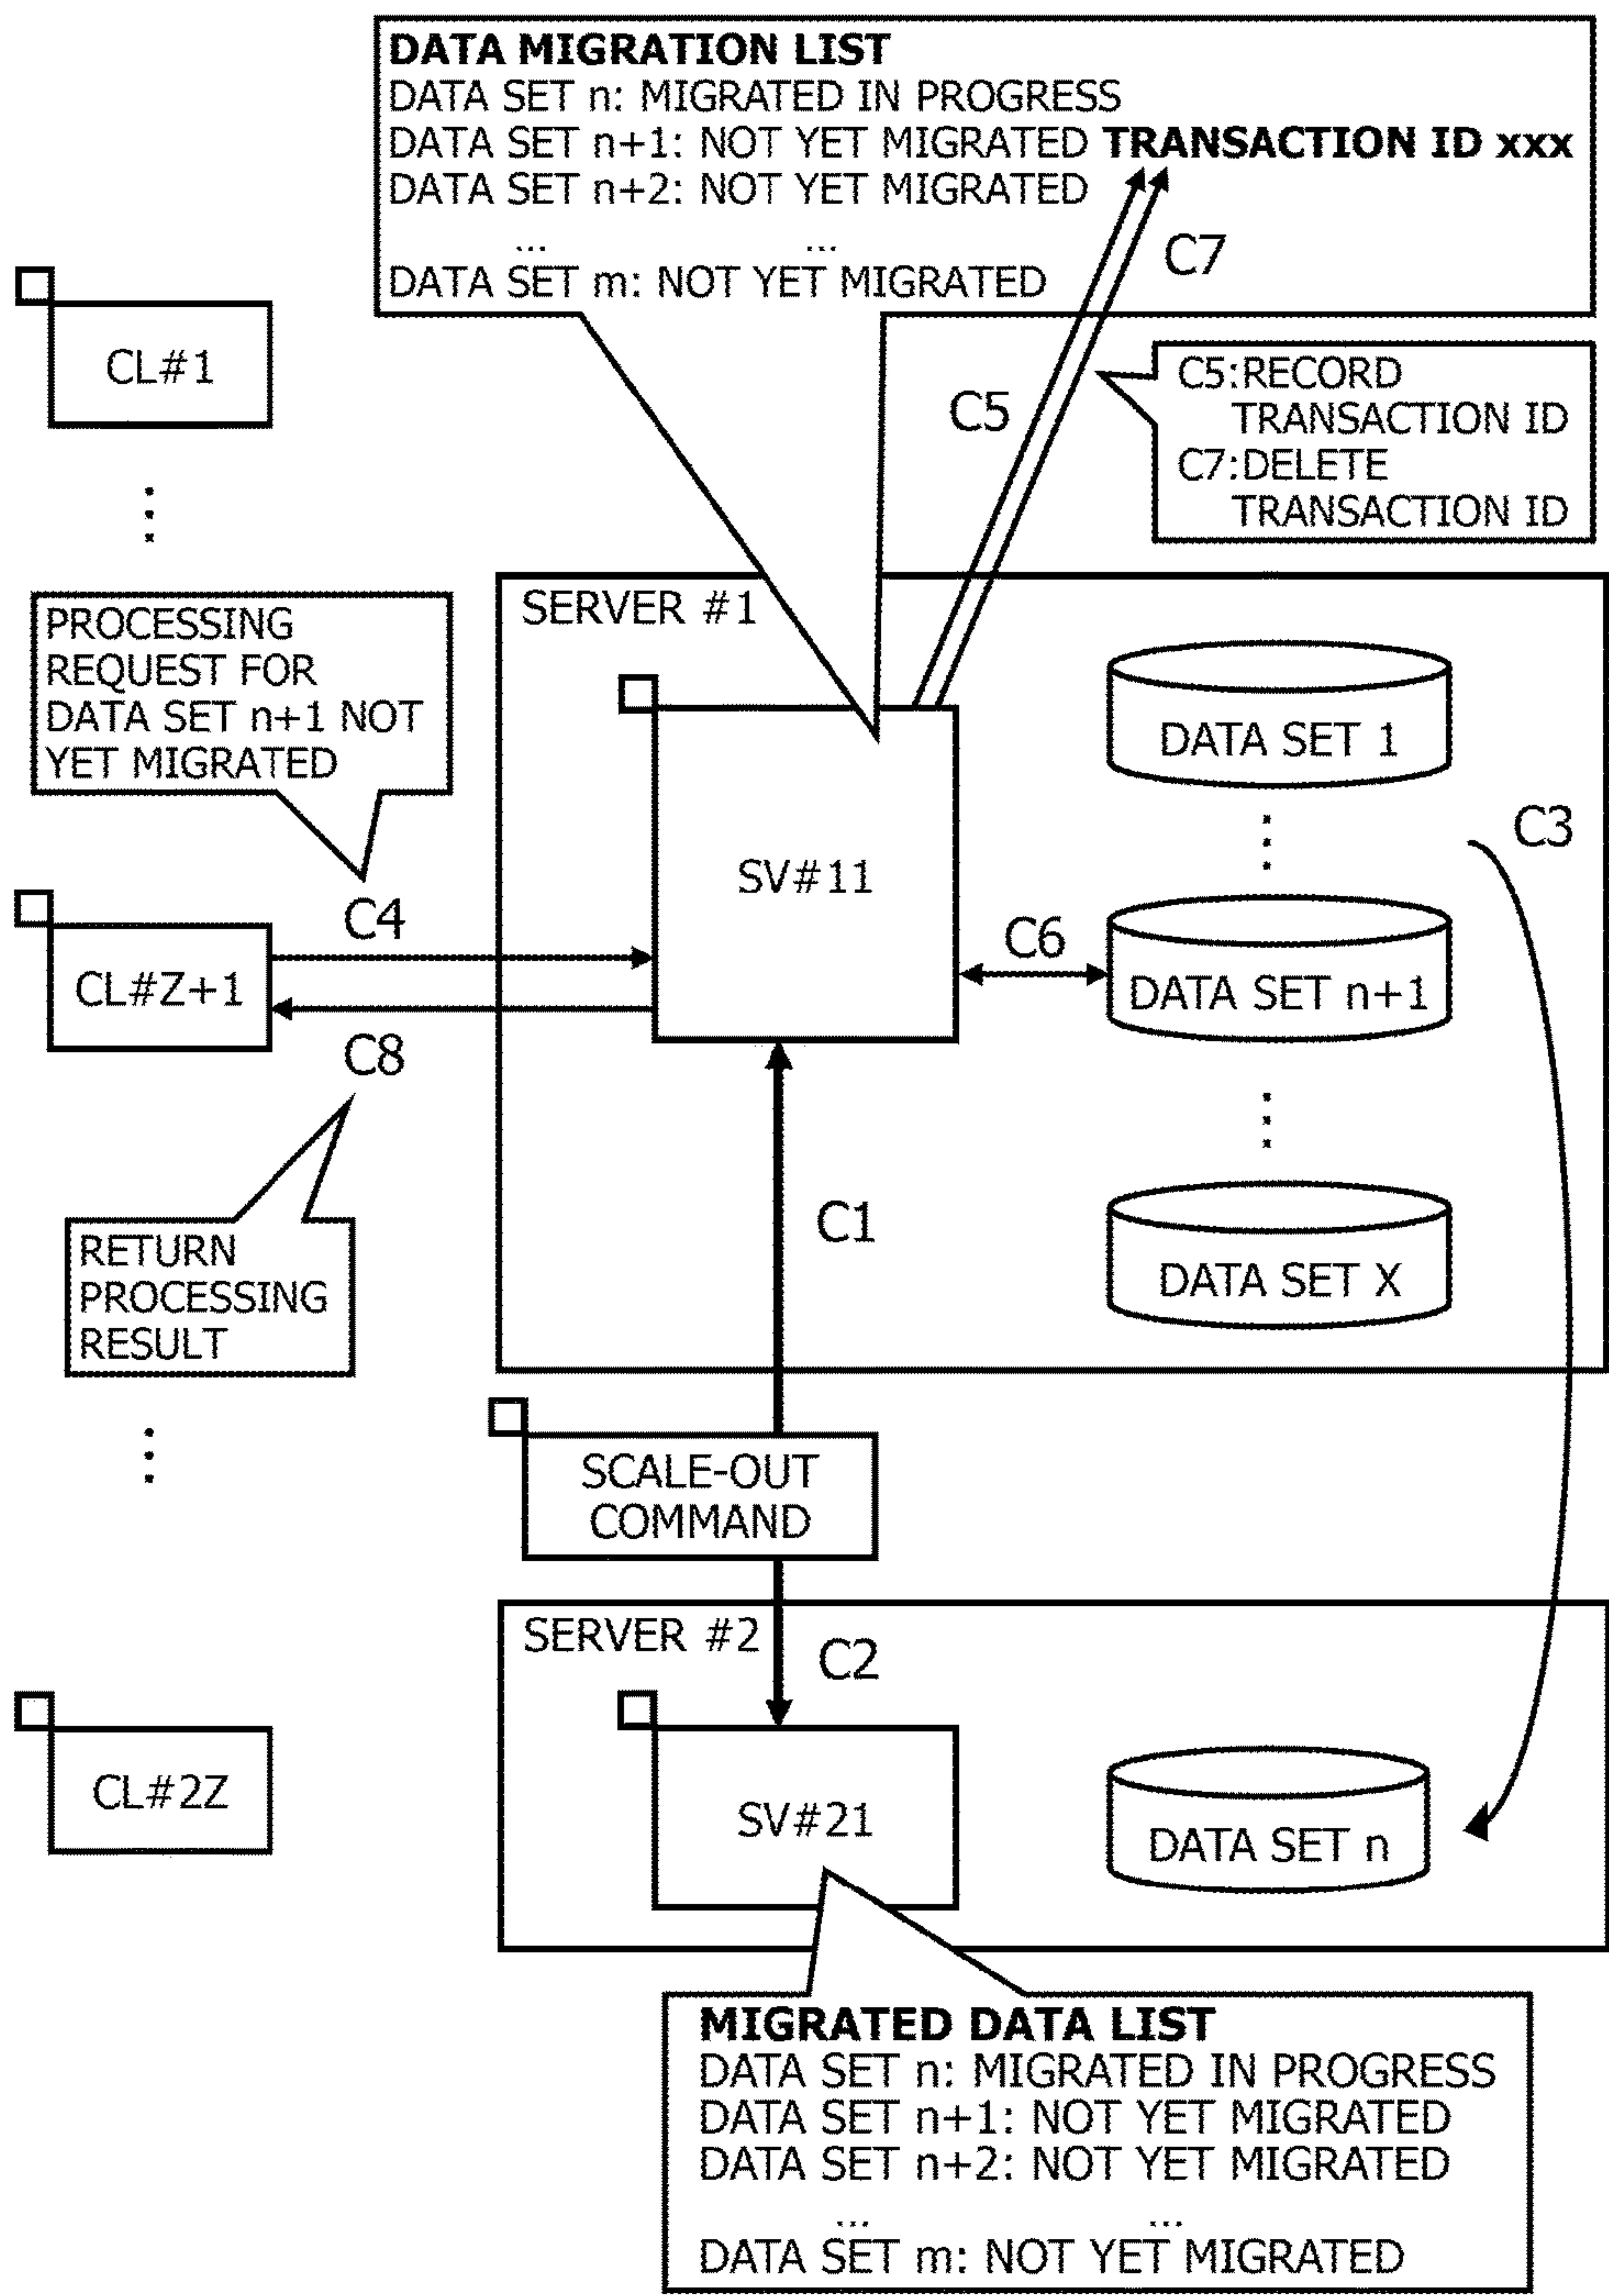 DATA MIGRATION LIST
DATA SET n: MIGRATED IN PROGRESS
DATA SET n+1: NOT YET MIGRATED TRANSACTION ID xxx
DATA SET n+2: NOT YET MIGRATED
... ...
DATA SET m: NOT YET MIGRATED
C7
CL#1
C5
C5:RECORD
TRANSACTION ID
C7:DELETE
TRANSACTION ID
PROCESSING
REQUEST FOR
DATA SET n+1 NOT
YET MIGRATED
SERVER #1
DATA SET 1
C3
SV#11
C4
C6
CL#Z+1
DATA SET n+1
C8
C1
RETURN
PROCESSING
RESULT
DATA SET X
SCALE-OUT
COMMAND
SERVER #2
C2
CL#2Z
SV#21
DATA SET n
MIGRATED DATA LIST
DATA SET n: MIGRATED IN PROGRESS
DATA SET n+1: NOT YET MIGRATED
DATA SET n+2: NOT YET MIGRATED
... ...
DATA SET m: NOT YET MIGRATED